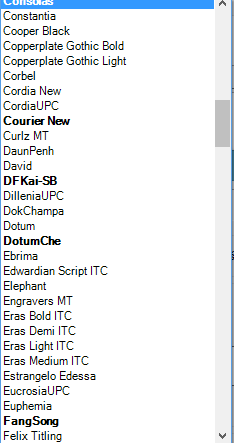 Consolas
Constantia
Cooper Black
Copperplate Gothic Bold
Copperplate Gothic Light
Corbel
Cordia New
CordiaUPC
Courier New
Curlz MT
DaunPenh
David
DFKai-SB
DilleniaUPC
DokChampa
Dotum
DotumChe
Ebrima
Edwardian Script ITC
Elephant
Engravers MT
Eras Bold ITC
Eras Demi ITC
Eras Light ITC
Eras Medium ITC
Estrangelo Edessa
EucrosiaUPC
Euphemia
FangSong
Felix Titling